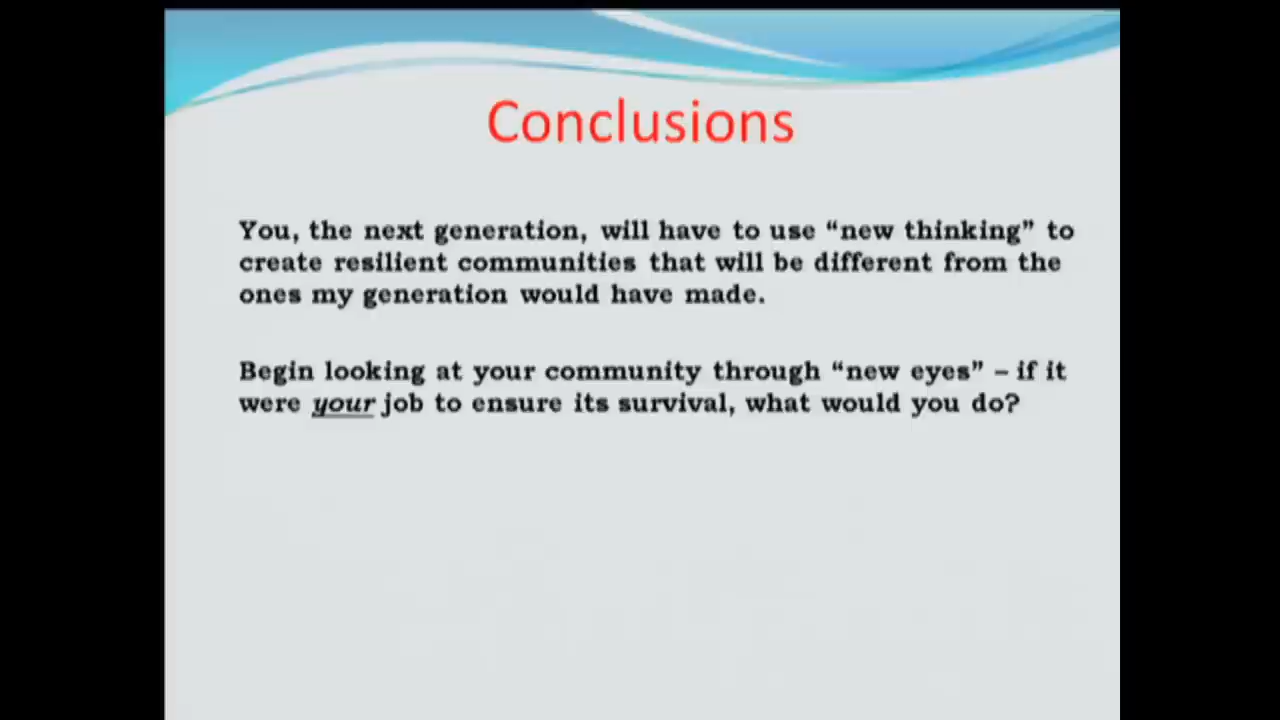 Conclusions
You, the next generation, will have to use “new thinking” to
create resilient communities that will be different from the
ones my generation would have made.
Begin looking at your community through “new eyes” – if it
were your job to ensure its survival, what would you do?